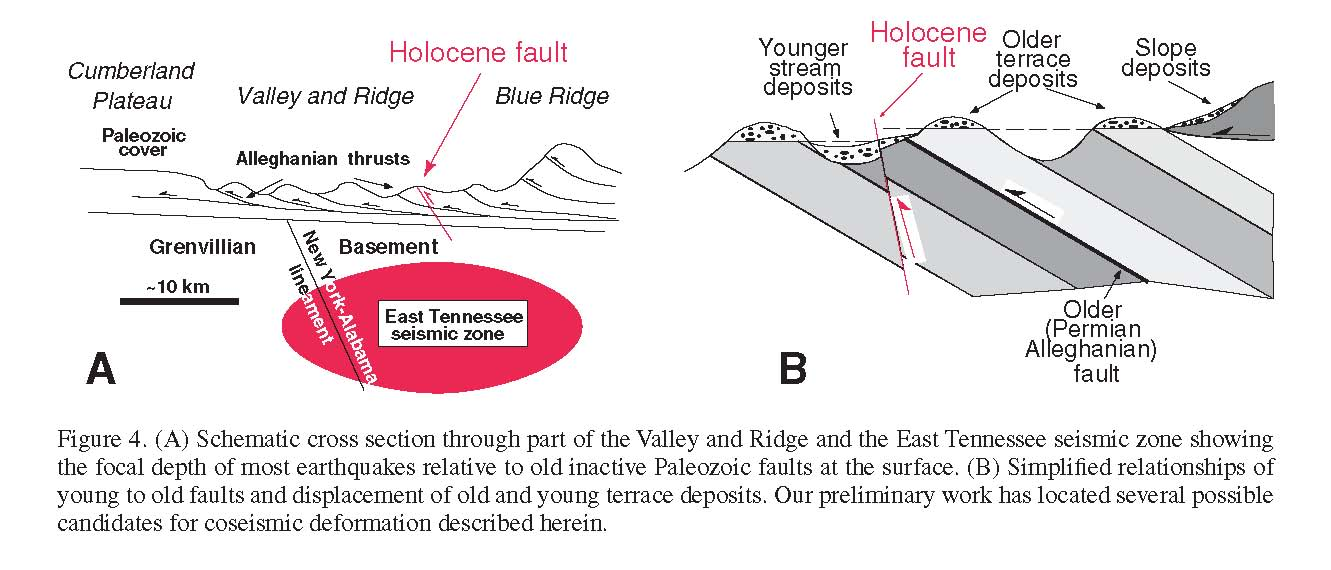 Holocene fault
Cumberland
Plateau
Valley and Ridge
Blue Ridge
Paleozoic
cover
Alleghanian thrusts
Grenvillian
Basement
New York-Alabama
lineament
~10 km
East Tennessee
seismic zone
A
Younger
stream
deposits
Holocene
fault
Older
terrace
deposits
Slope
deposits
Older
(Permian
Alleghanian)
fault
B
Figure 4. (A) Schematic cross section through part of the Valley and Ridge and the East Tennessee seismic zone showing
the focal depth of most earthquakes relative to old inactive Paleozoic faults at the surface. (B) Simplified relationships of
young to old faults and displacement of old and young terrace deposits. Our preliminary work has located several possible
candidates for coseismic deformation described herein.